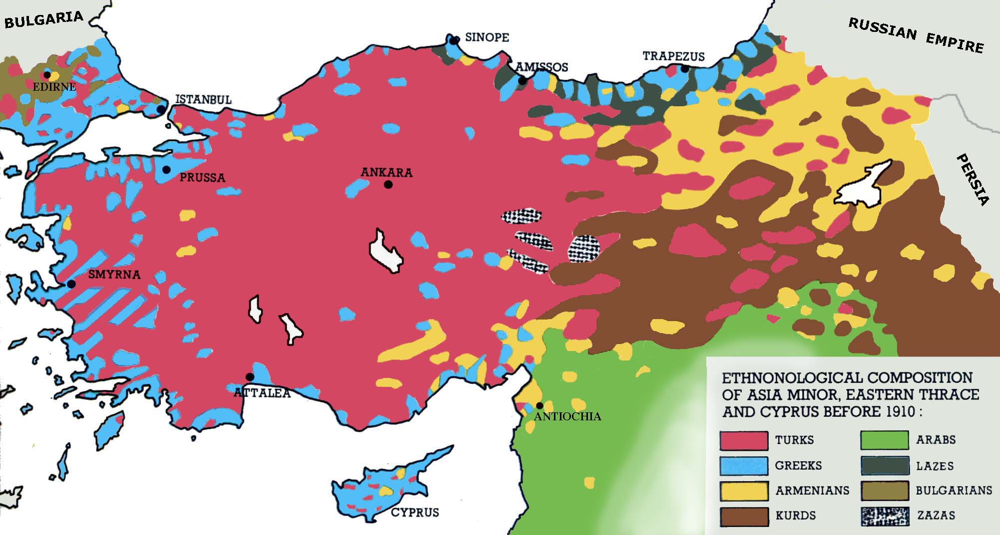 BULGARIA
RUSSIAN EMPIRE
SINOPE
TRAPEZUS
AMISSOS
EDIRNE
ISTANBUL
PERSIA
ANKARA
PRUSSA
SMYRNA
ATTALEA
ANTIOCHIA
CYPRUS
ETHNONOLOGICAL COMPOSITION
OF ASIA MINOR, EASTERN THRACE
AND CYPRUS BEFORE 1910 :
TURKS
ARABS
GREEKS
LAZES
ARMENIANS
BULGARIANS
KURDS
ZAZAS